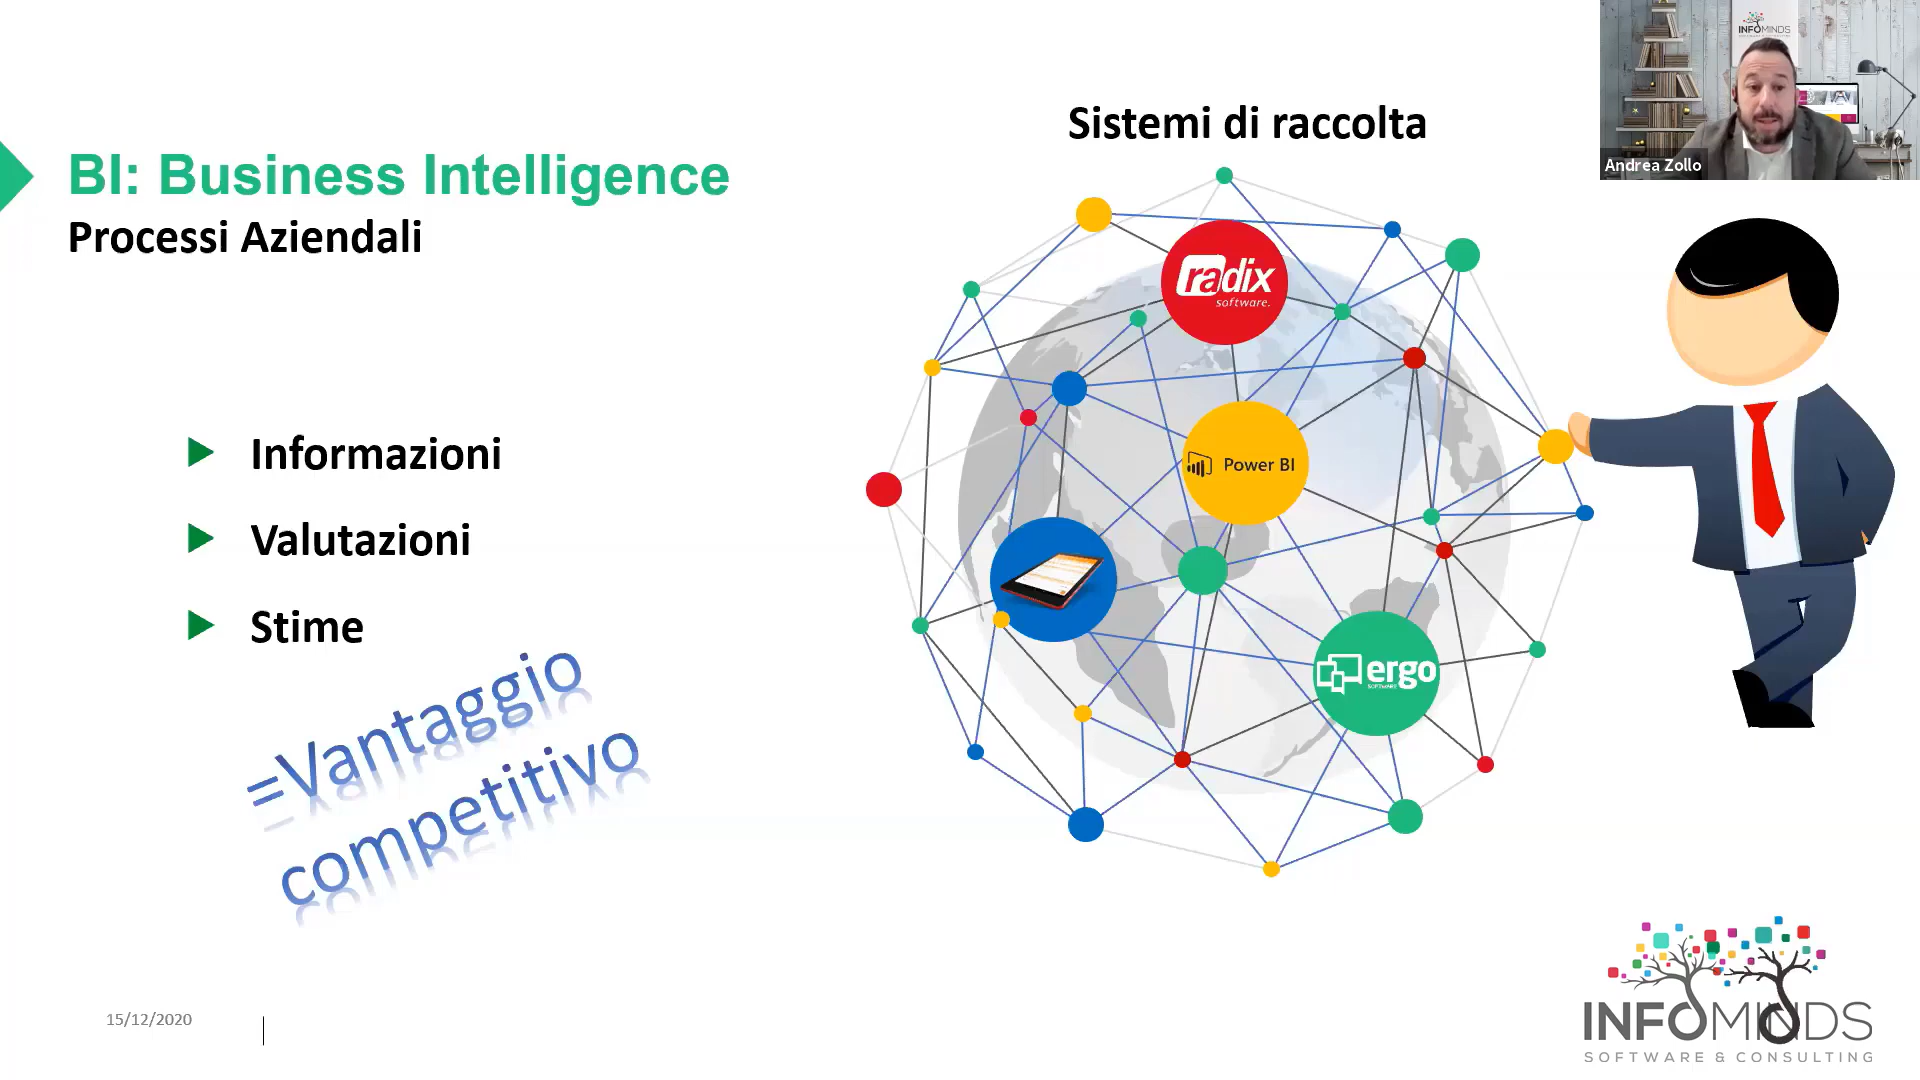 Sistemi di raccolta
INFOMINDS
Andrea Zollo
BI: Business Intelligence
Processi Aziendali
radix
software.
Power BI
ergo
SOFTWARE
Informazioni
Valutazioni
Stime
=Vantaggio
competitivo
15/12/2020
INFOMINDS
SOFTWARE & CONSULTING